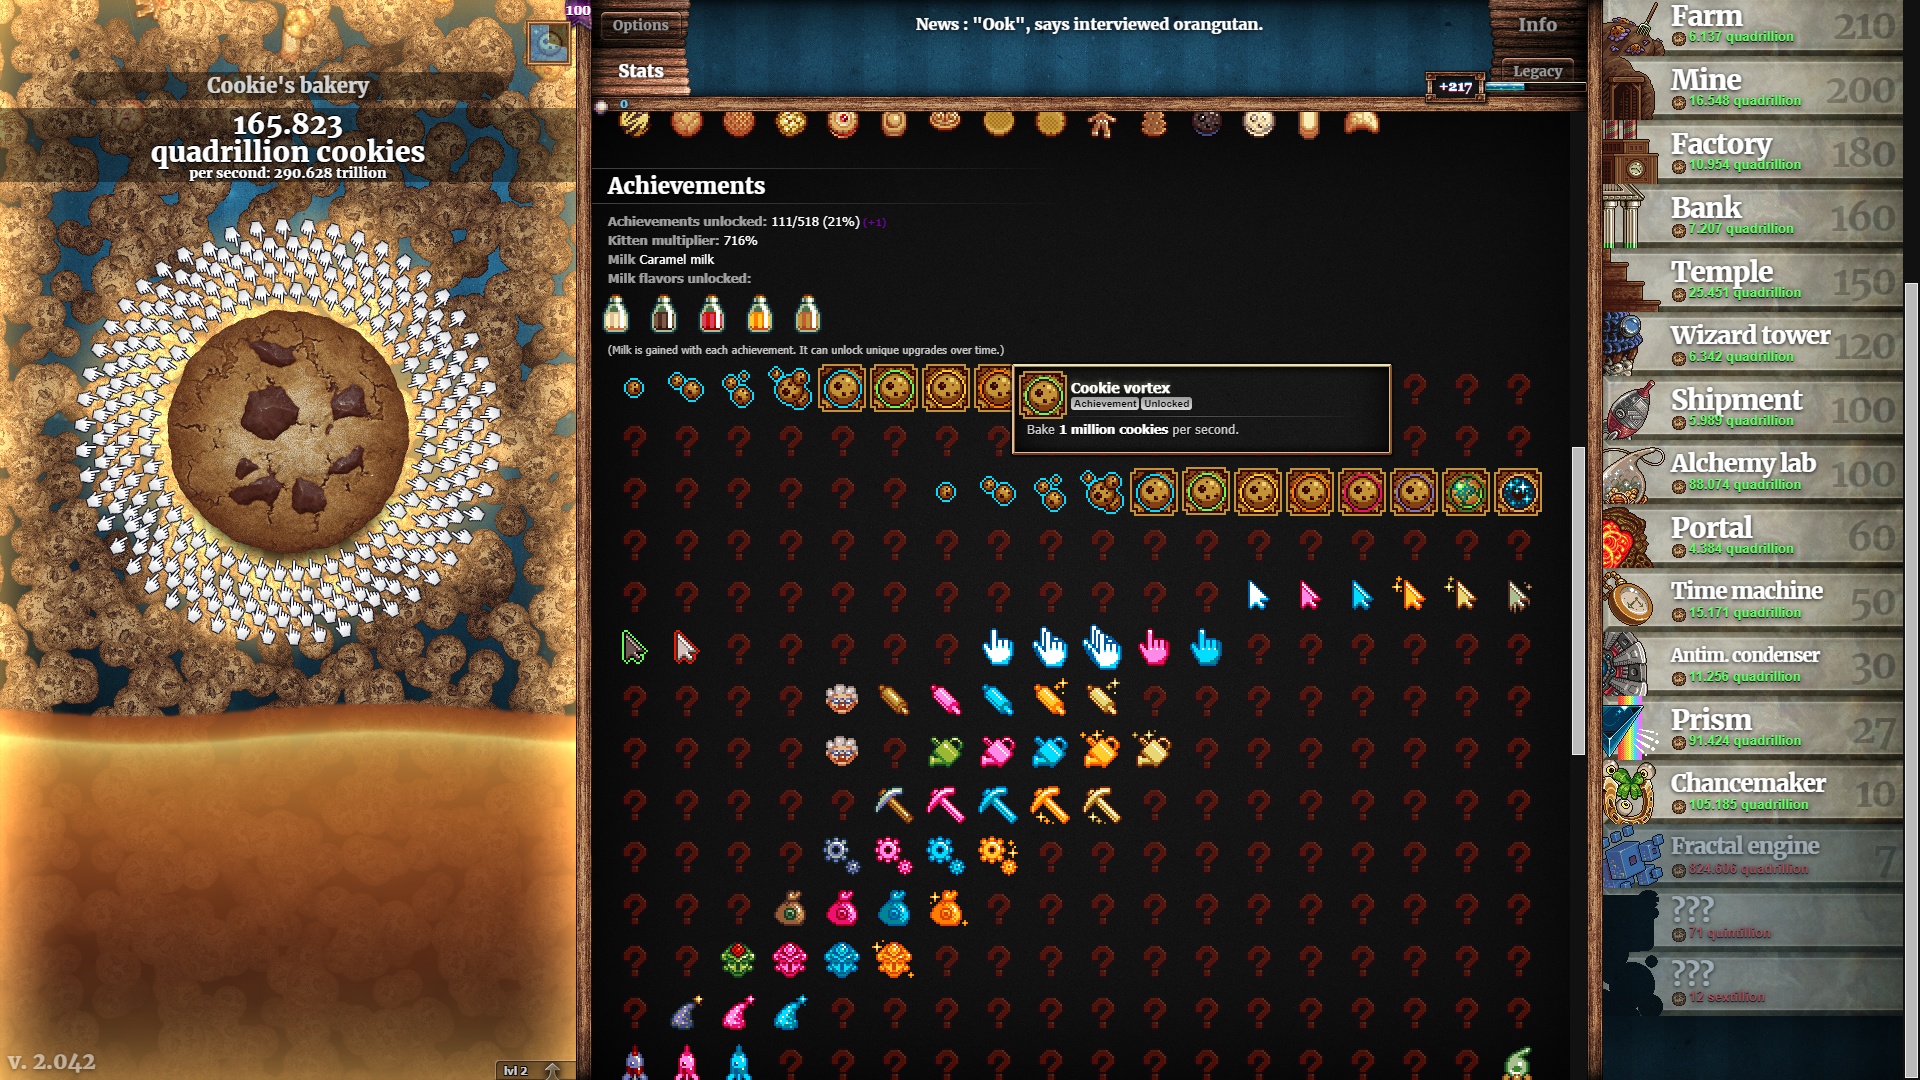 100
Options
News : "Ook", says interviewed orangutan.
Info
Stats
Legacy
+217
0
Cookie's bakery
165.823
quadrillion cookies
per second: 290.628 trillion
Achievements
Achievements unlocked: 111/518 (21%) (+1)
Kitten multiplier: 716%
Milk Caramel milk
Milk flavors unlocked:
(Milk is gained with each achievement. It can unlock unique upgrades over time.)
Cookie vortex
Achievement Unlocked
Bake 1 million cookies per second.
Farm
6.137 quadrillion
210
Mine
16.548 quadrillion
200
Factory
10.954 quadrillion
180
Bank
7.207 quadrillion
160
Temple
25.451 quadrillion
150
Wizard tower
6.342 quadrillion
120
Shipment
5.989 quadrillion
100
Alchemy lab
88.074 quadrillion
100
Portal
4.384 quadrillion
60
Time machine
15.171 quadrillion
50
Antim. condenser
11.256 quadrillion
30
Prism
91.424 quadrillion
27
Chancemaker
105.185 quadrillion
10
Fractal engine
824.606 quadrillion
7
???
71 quintillion
???
12 sextillion
v. 2.042
lvl 2